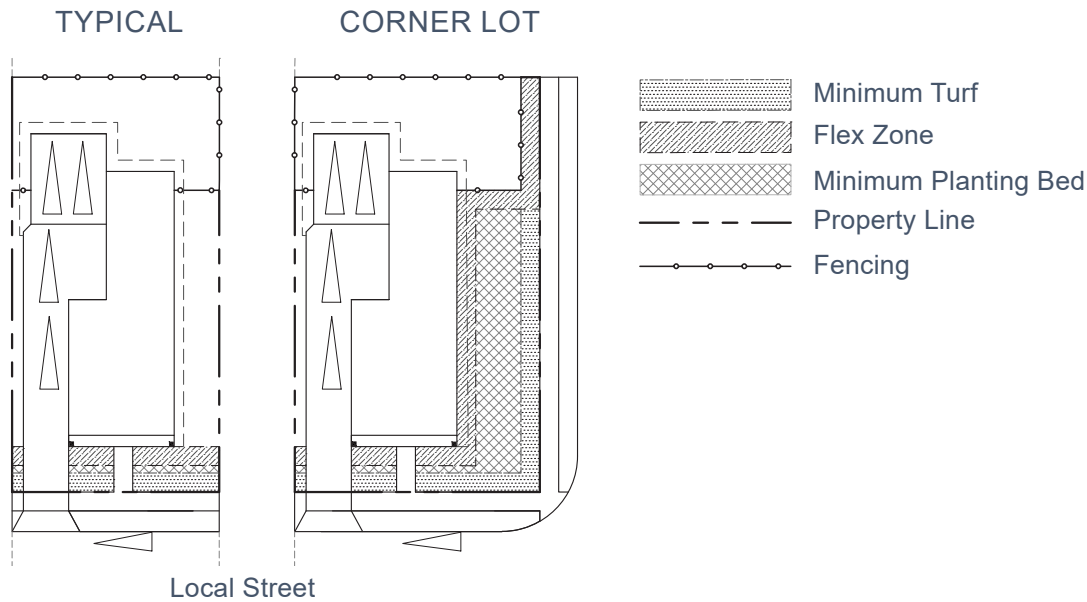 TYPICAL
CORNER LOT
Minimum Turf
Flex Zone
Minimum Planting Bed
Property Line
Fencing
Local Street